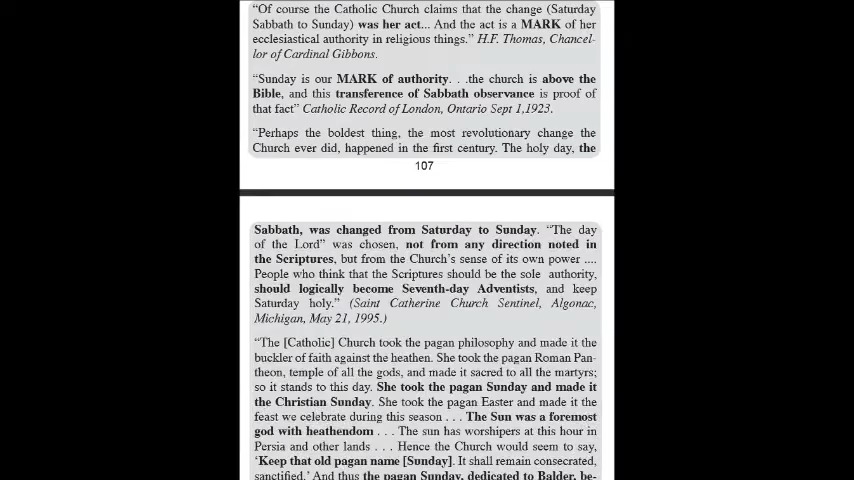 “Of course the Catholic Church claims that the change (Saturday
Sabbath to Sunday) was her act... And the act is a MARK of her
ecclesiastical authority in religious things.” H.F. Thomas, Chancel-
lor of Cardinal Gibbons.
“Sunday is our MARK of authority. . .the church is above the
Bible, and this transference of Sabbath observance is proof of
that fact” Catholic Record of London, Ontario Sept 1,1923.
“Perhaps the boldest thing, the most revolutionary change the
Church ever did, happened in the first century. The holy day, the
107
Sabbath, was changed from Saturday to Sunday. “The day
of the Lord” was chosen, not from any direction noted in
the Scriptures, but from the Church’s sense of its own power ....
People who think that the Scriptures should be the sole authority,
should logically become Seventh-day Adventists, and keep
Saturday holy.” (Saint Catherine Church Sentinel, Algonac,
Michigan, May 21, 1995.)
“The [Catholic] Church took the pagan philosophy and made it the
buckler of faith against the heathen. She took the pagan Roman Pan-
theon, temple of all the gods, and made it sacred to all the martyrs;
so it stands to this day. She took the pagan Sunday and made it
the Christian Sunday. She took the pagan Easter and made it the
feast we celebrate during this season . . . The Sun was a foremost
god with heathendom . . . The sun has worshipers at this hour in
Persia and other lands . . . Hence the Church would seem to say,
‘Keep that old pagan name [Sunday]. It shall remain consecrated,
sanctified.’ And thus the pagan Sunday, dedicated to Balder, be-